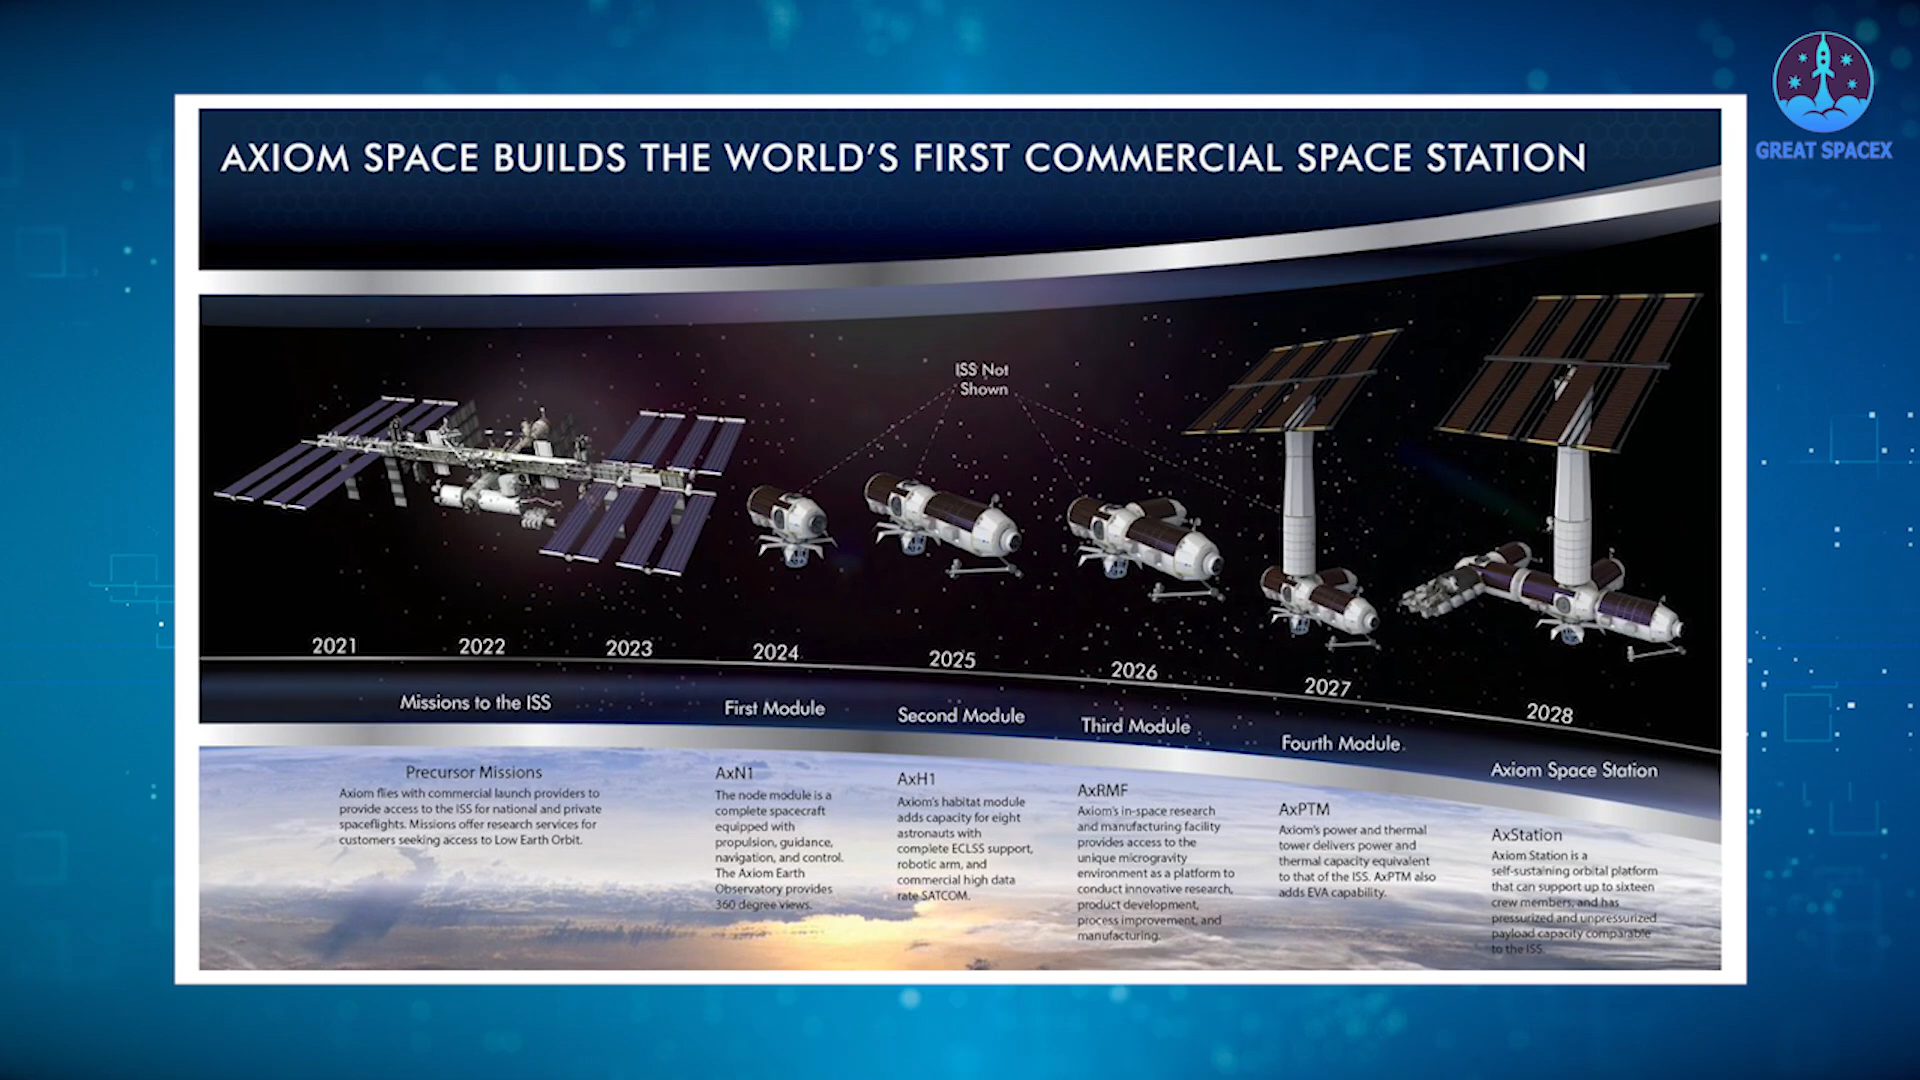 AXIOM SPACE BUILDS THE WORLD'S FIRST COMMERCIAL SPACE STATION
GREAT SPACEX
ISS Not
Shown
2021
2022
2023
2024
2025
2026
2027
2028
Missions to the ISS
First Module
Second Module
Third Module
Fourth Module
Axiom Space Station
Precursor Missions
Axiom flies with commercial launch providers to
provide access to the ISS for national and private
spaceflights. Missions offer research services for
customers seeking access to Low Earth Orbit.
AxN1
The node module is a
complete spacecraft
equipped with
propulsion, guidance,
navigation, and control.
The Axiom Earth
Observatory provides
360 degree views.
AxH1
Axiom's habitat module
adds capacity for eight
astronauts with
complete ECLSS support,
robotic arm, and
commercial high data
rate SATCOM.
AxRMF
Axiom's in-space research
and manufacturing facility
provides access to the
unique microgravity
environment as a platform to
conduct innovative research,
product development,
process improvement, and
manufacturing.
AxPTM
Axiom's power and thermal
tower delivers power and
thermal capacity equivalent
to that of the ISS. AxPTM also
adds EVA capability.
AxStation
Axiom Station is a
self-sustaining orbital platform
that can support up to sixteen
crew members, and has
pressurized and unpressurized
payload capacity comparable
to the ISS.